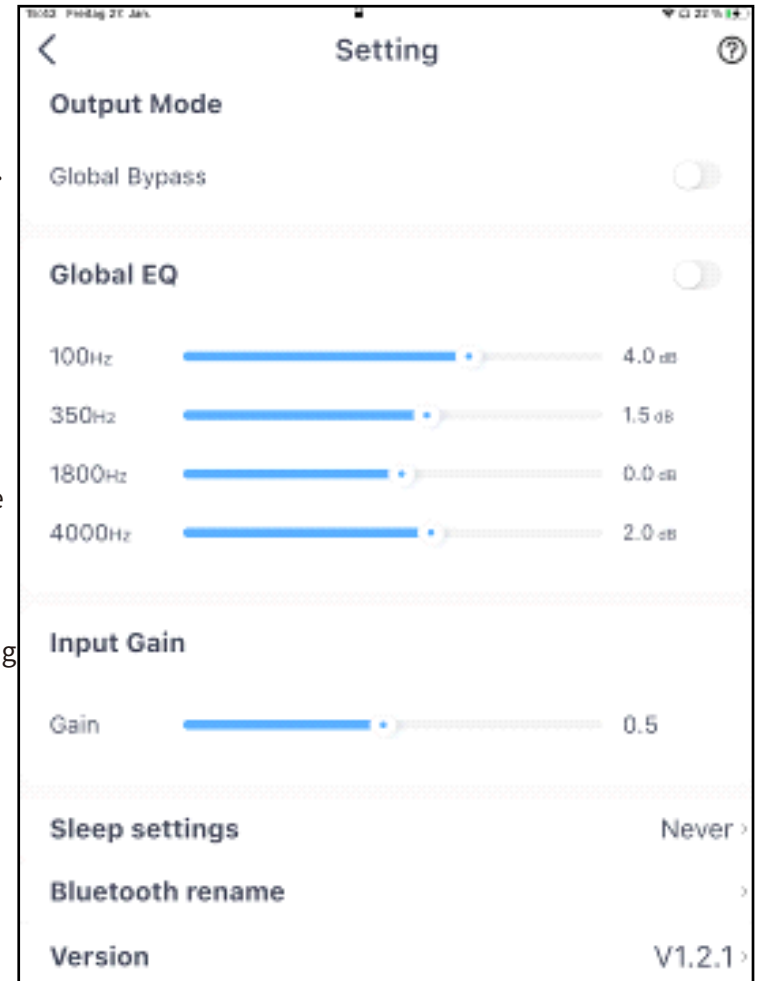 Setting
Output Mode
Global Bypass
Global EQ
100Hz 4.0 dB
350Hz 1.5 dB
1800Hz 0.0 dB
4000Hz 2.0 dB
Input Gain
Gain 0.5
Sleep settings Never
Bluetooth rename
Version V1.2.1